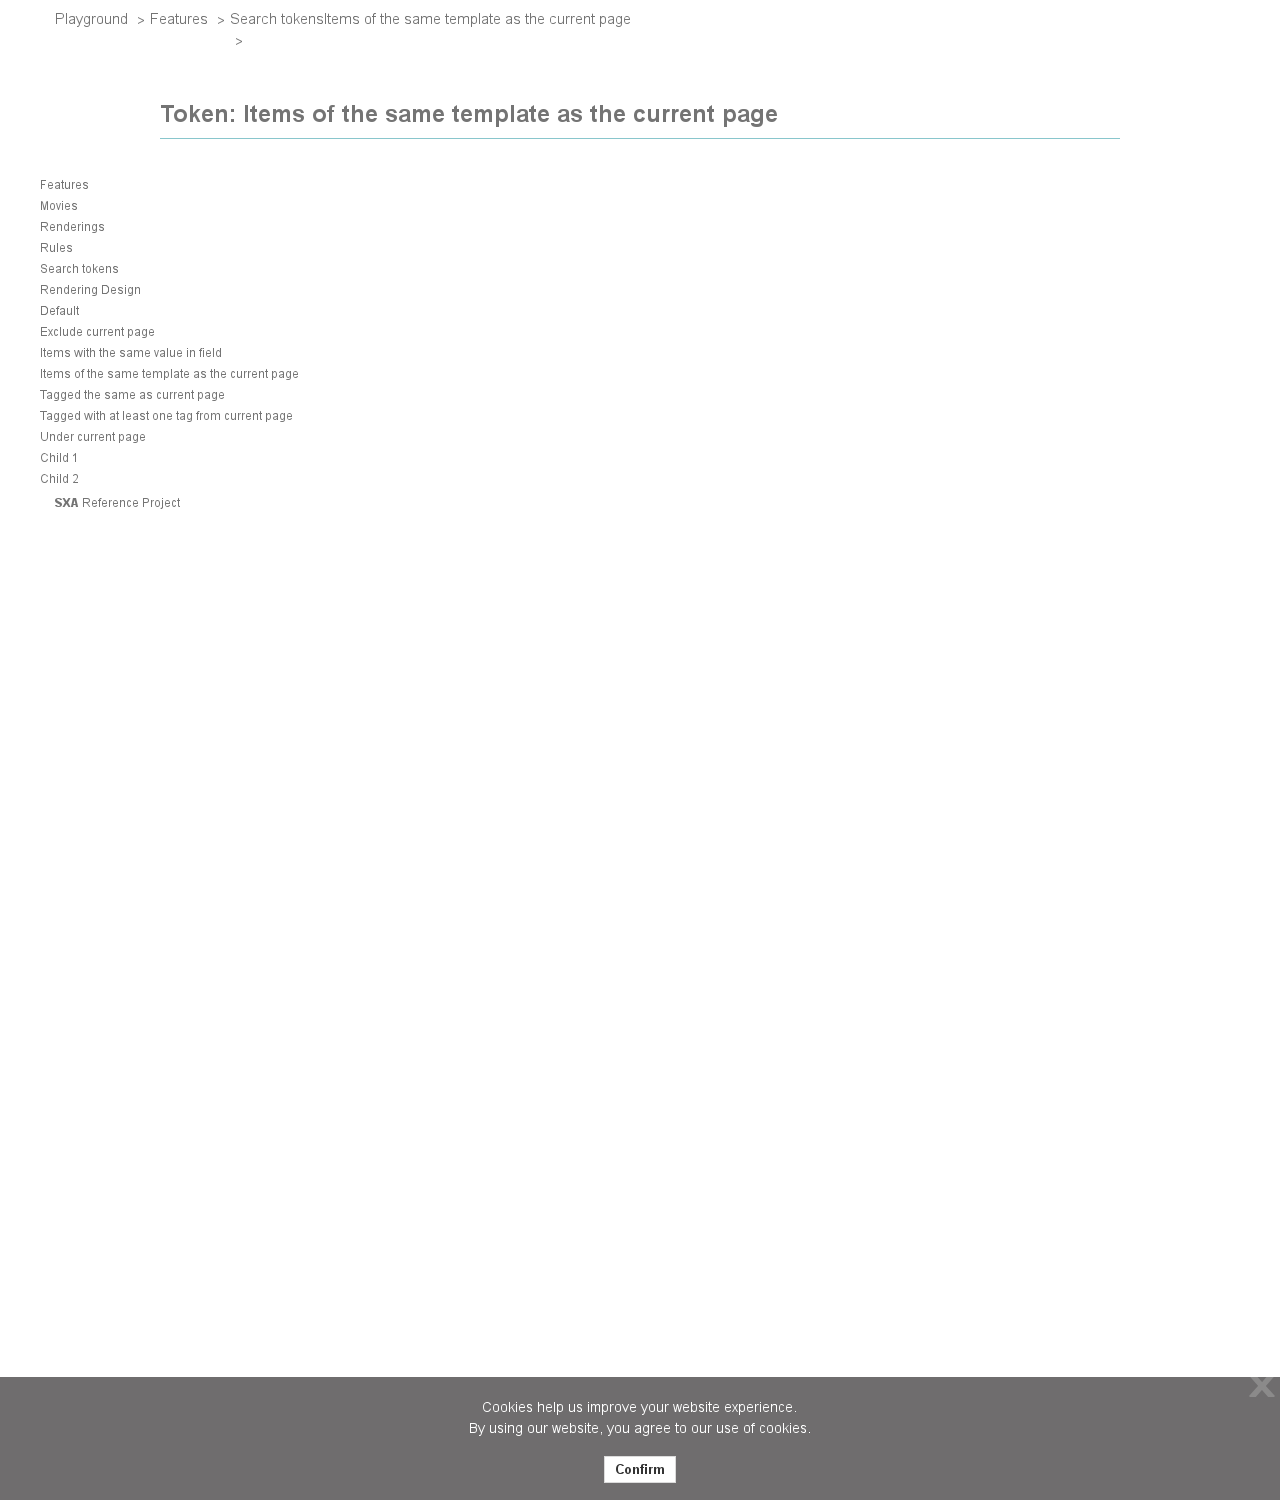 Playground > Features > Search tokensItems of the same template as the current page
>
Token: Items of the same template as the current page
Features
Movies
Renderings
Rules
Search tokens
Rendering Design
Default
Exclude current page
Items with the same value in field
Items of the same template as the current page
Tagged the same as current page
Tagged with at least one tag from current page
Under current page
Child 1
Child 2
SXA Reference Project
X
Cookies help us improve your website experience.
By using our website, you agree to our use of cookies.
Confirm